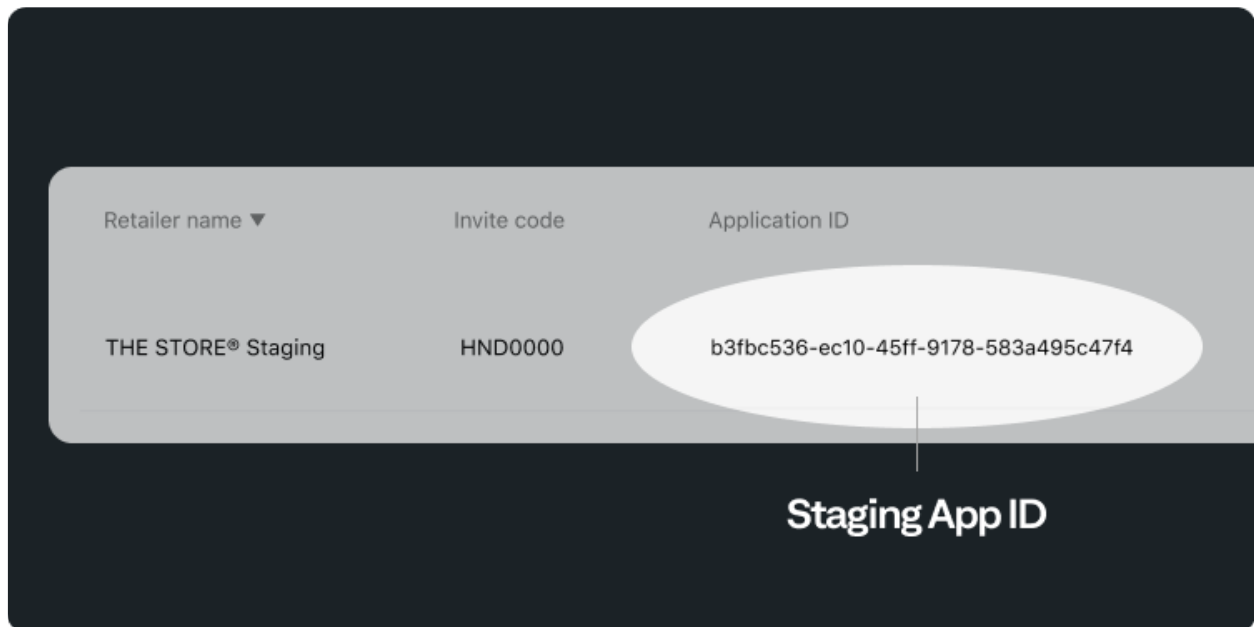 Retailer name ▼ Invite code Application ID
THE STORE® Staging HND0000 b3fbc536-ec10-45ff-9178-583a495c47f4
Staging App ID